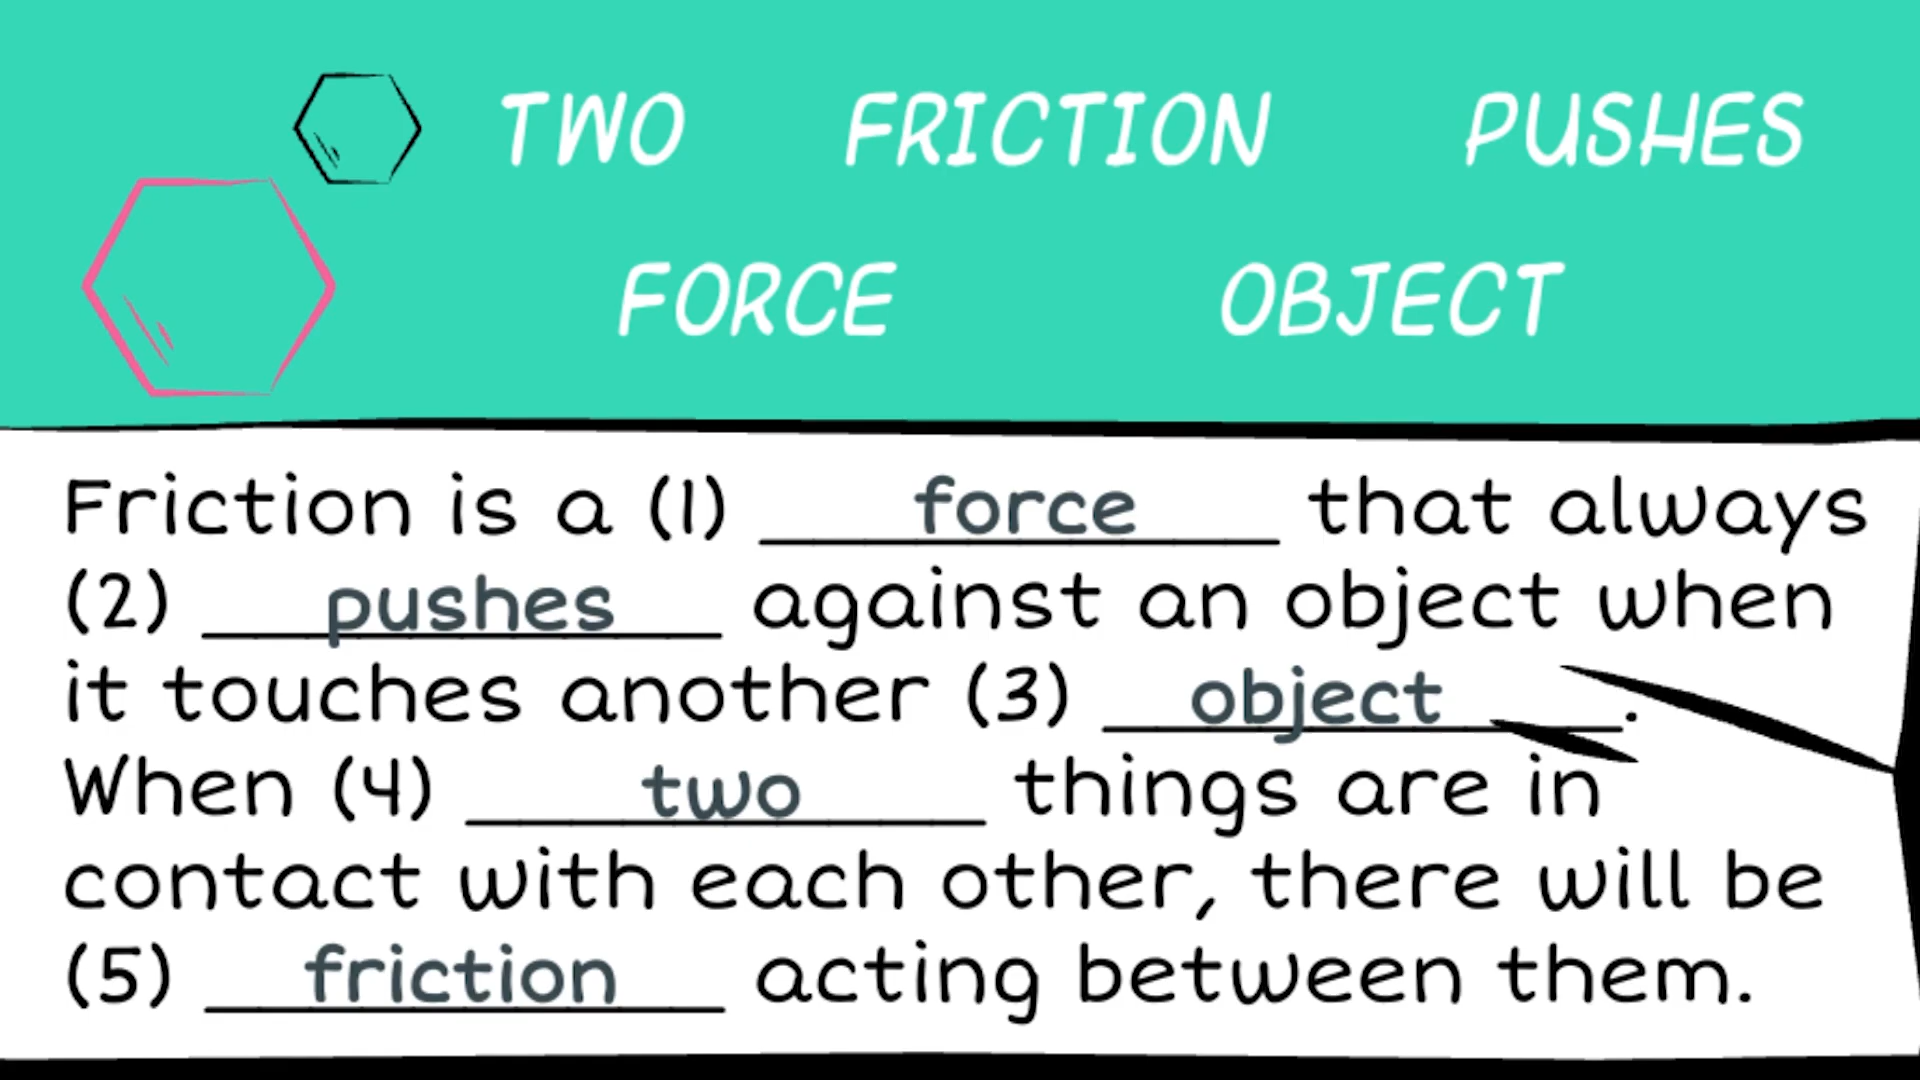 TWO FRICTION PUSHES
FORCE OBJECT
Friction is a (1) force that always
(2) pushes against an object when
it touches another (3) object.
When (4) two things are in
contact with each other, there will be
(5) friction acting between them.